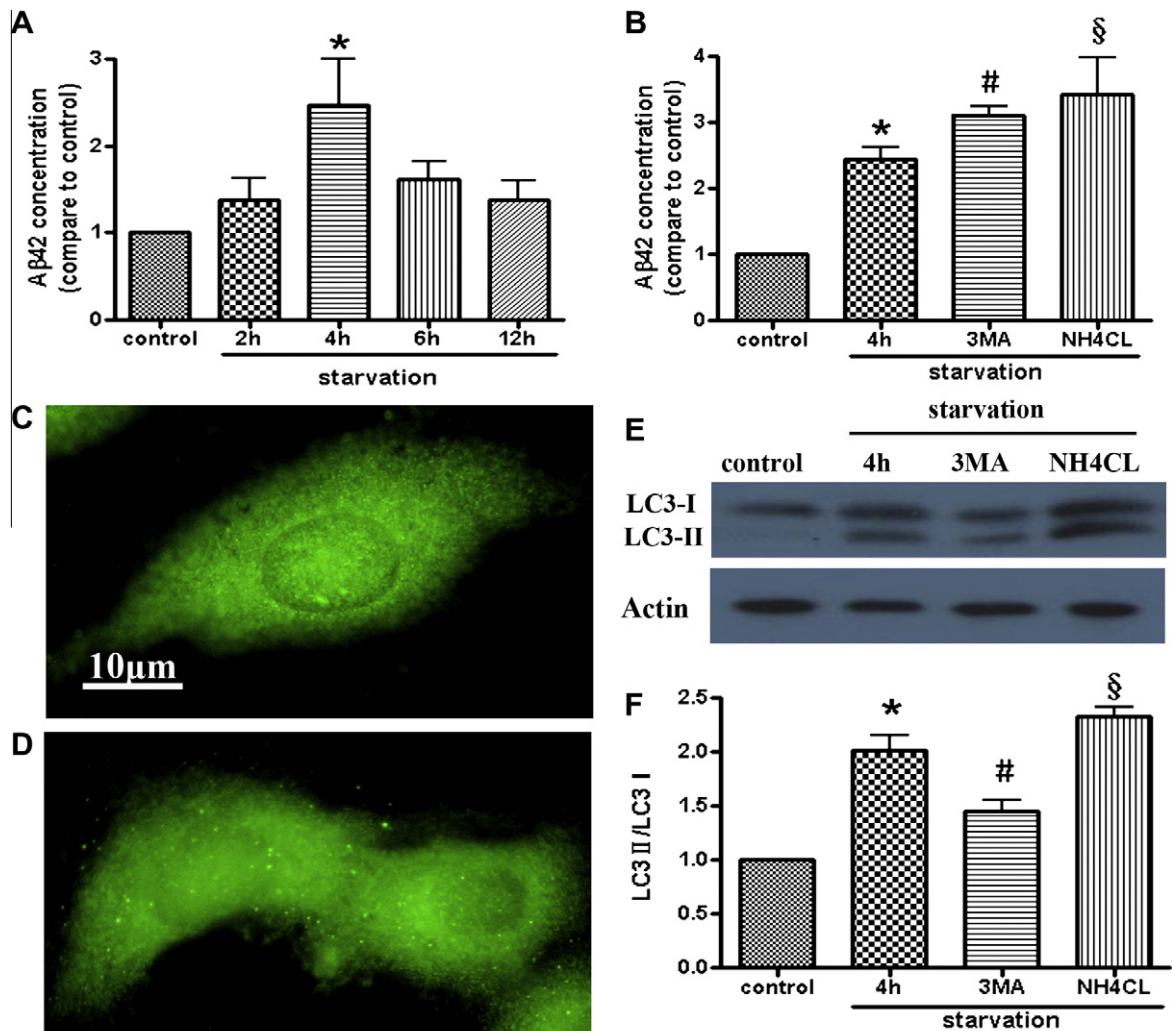 A
Aβ42 concentration
(compare to control)
3
2
1
0
*
control
2h
4h
6h
12h
starvation
B
Aβ42 concentration
(compare to control)
4
3
2
1
0
*
#
§
control
4h
3MA
NH4CL
starvation
C
10μm
D
E
starvation
control
4h
3MA
NH4CL
LC3-I
LC3-II
Actin
F
LC3 II/LC3 I
2.5
2.0
1.5
1.0
0.5
0.0
*
#
§
control
4h
3MA
NH4CL
starvation